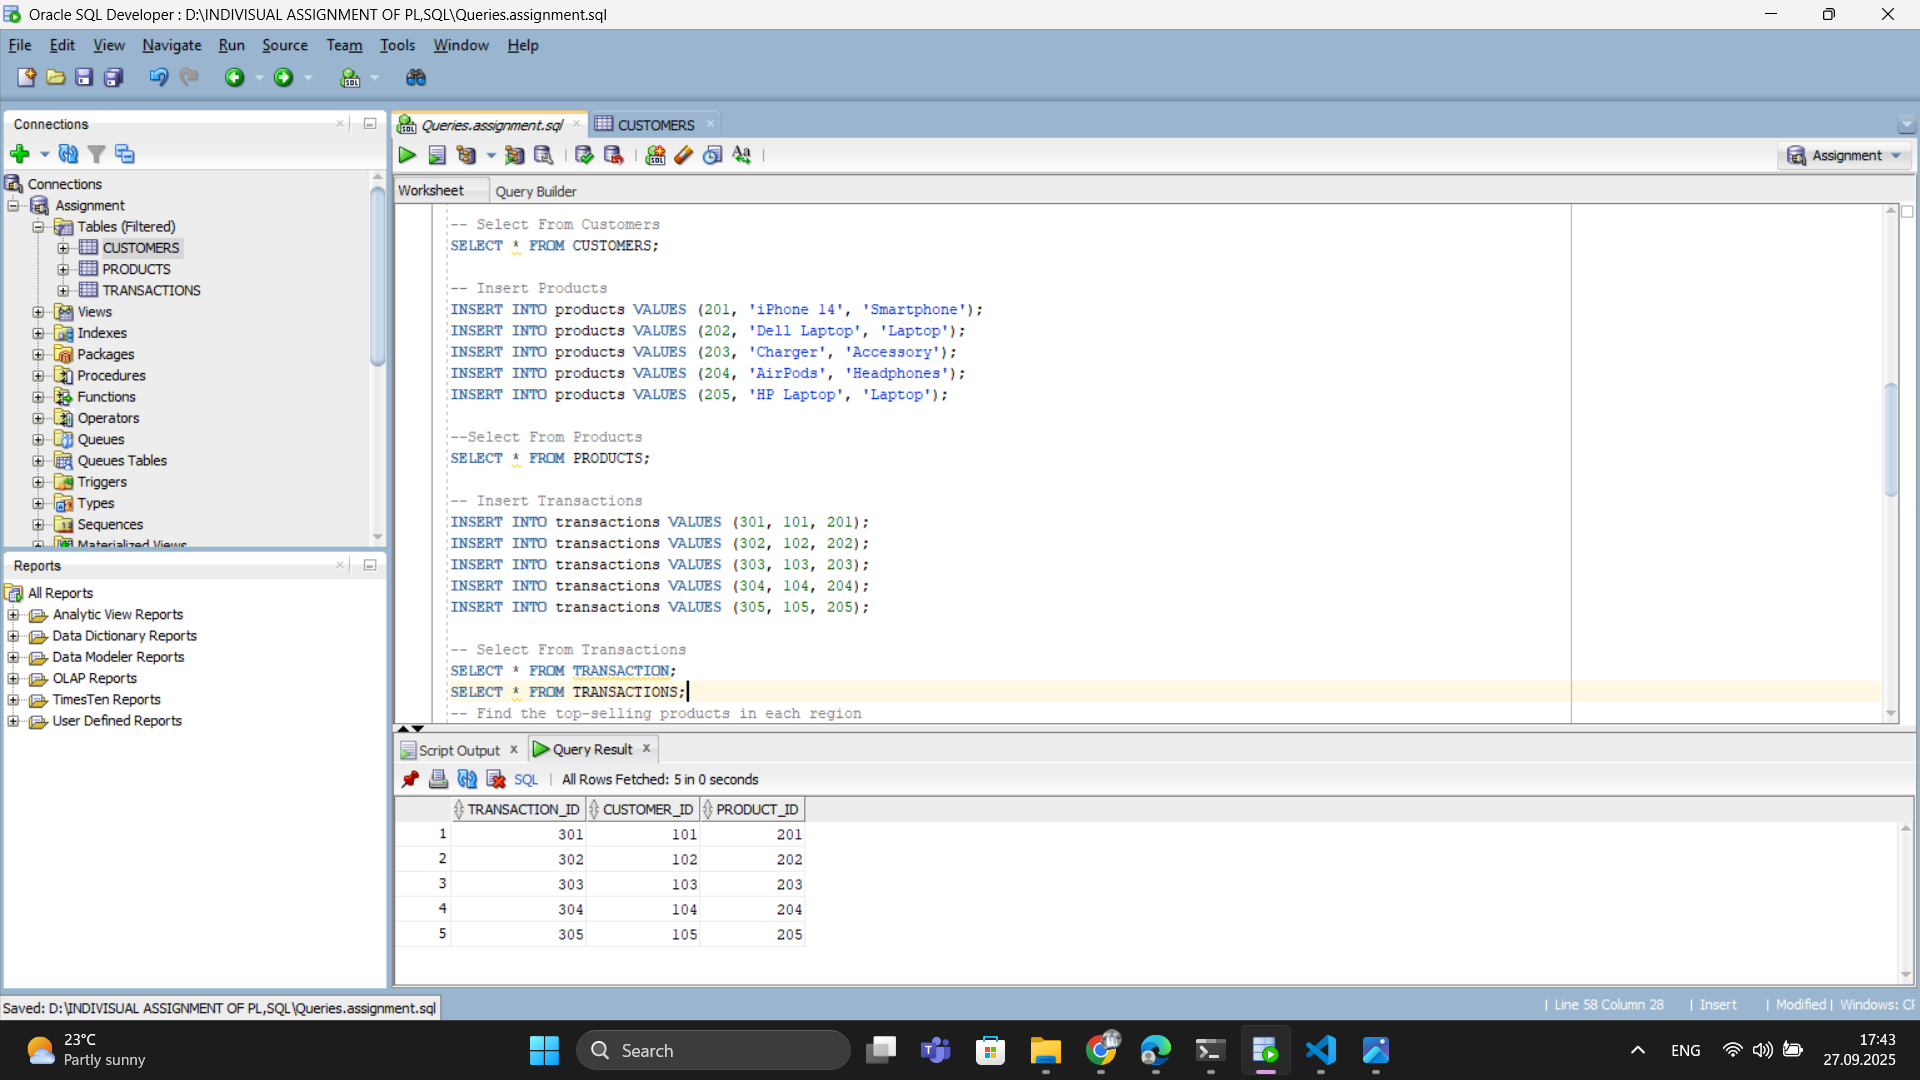 Oracle SQL Developer : D:\INDIVISUAL ASSIGNMENT OF PL,SQL\Queries.assignment.sql
File Edit View Navigate Run Source Team Tools Window Help
Connections
Connections
Assignment
Tables (Filtered)
CUSTOMERS
PRODUCTS
TRANSACTIONS
Views
Indexes
Packages
Procedures
Functions
Operators
Queues
Queues Tables
Triggers
Types
Sequences
Materialized Views
Reports
All Reports
Analytic View Reports
Data Dictionary Reports
Data Modeler Reports
OLAP Reports
TimesTen Reports
User Defined Reports
Queries.assignment.sql
CUSTOMERS
Assignment
Worksheet Query Builder
-- Select From Customers
SELECT * FROM CUSTOMERS;
-- Insert Products
INSERT INTO products VALUES (201, 'iPhone 14', 'Smartphone');
INSERT INTO products VALUES (202, 'Dell Laptop', 'Laptop');
INSERT INTO products VALUES (203, 'Charger', 'Accessory');
INSERT INTO products VALUES (204, 'AirPods', 'Headphones');
INSERT INTO products VALUES (205, 'HP Laptop', 'Laptop');
--Select From Products
SELECT * FROM PRODUCTS;
-- Insert Transactions
INSERT INTO transactions VALUES (301, 101, 201);
INSERT INTO transactions VALUES (302, 102, 202);
INSERT INTO transactions VALUES (303, 103, 203);
INSERT INTO transactions VALUES (304, 104, 204);
INSERT INTO transactions VALUES (305, 105, 205);
-- Select From Transactions
SELECT * FROM TRANSACTION;
SELECT * FROM TRANSACTIONS;
-- Find the top-selling products in each region
Script Output Query Result
SQL | All Rows Fetched: 5 in 0 seconds
TRANSACTION_ID CUSTOMER_ID PRODUCT_ID
1 301 101 201
2 302 102 202
3 303 103 203
4 304 104 204
5 305 105 205
Saved: D:\INDIVISUAL ASSIGNMENT OF PL,SQL\Queries.assignment.sql
| Line 58 Column 28 | Insert | Modified | Windows:
23°C
Partly sunny
Search
ENG
17:43
27.09.2025